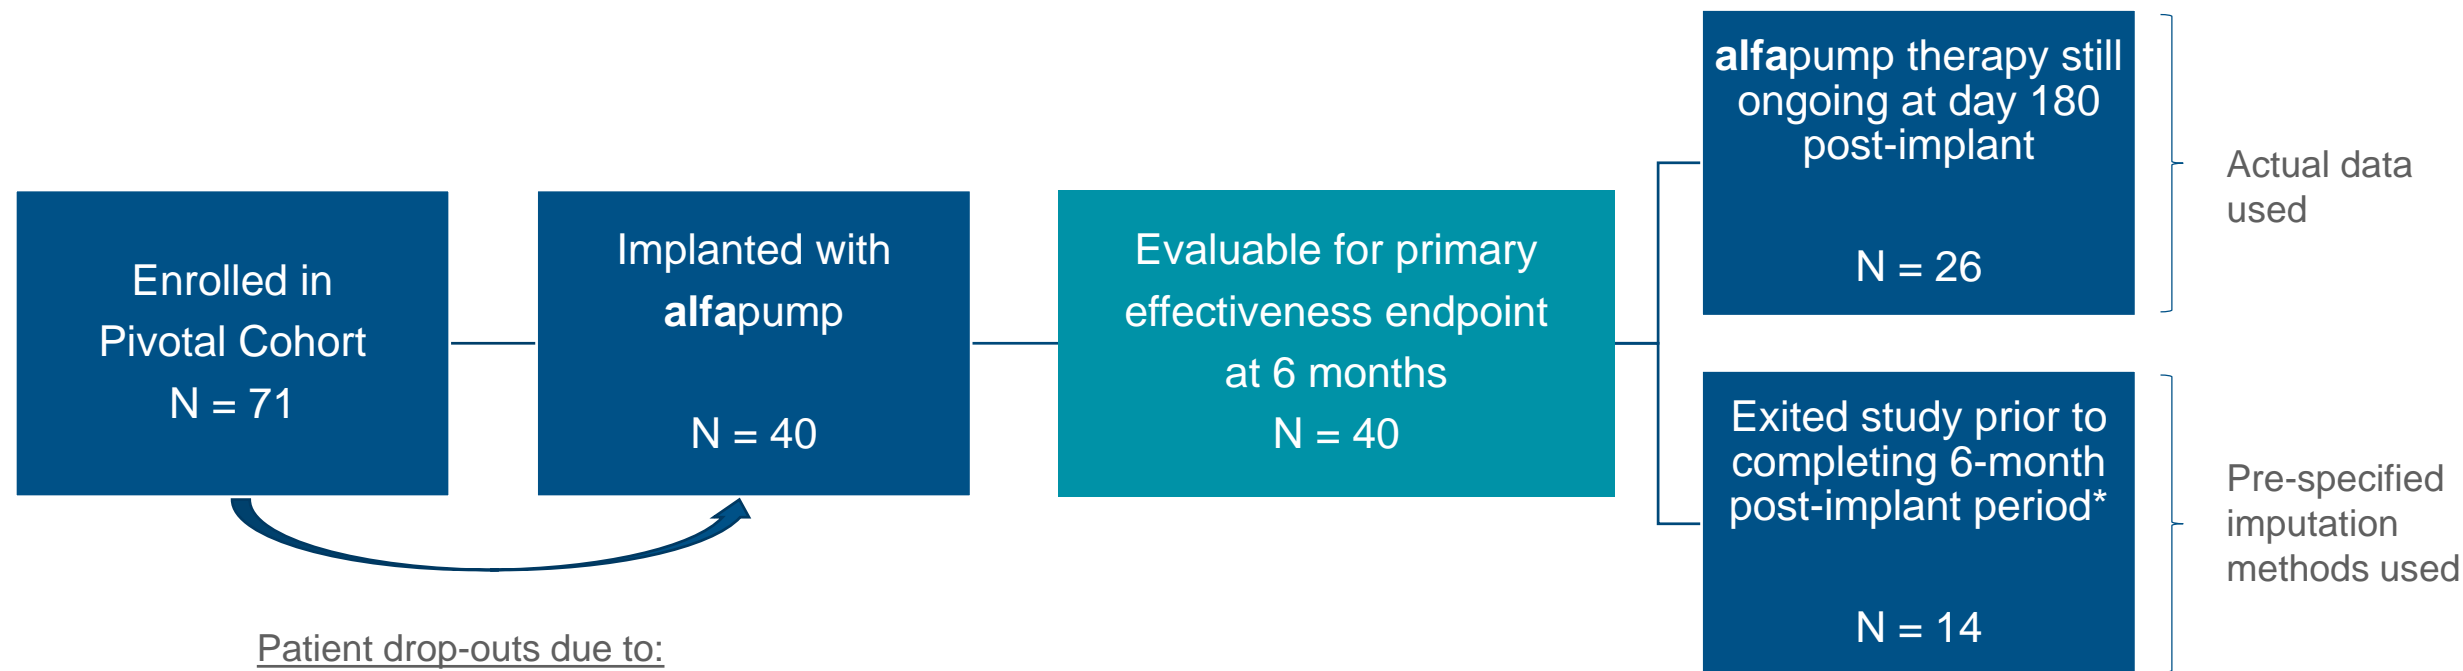 Enrolled in
Pivotal Cohort
N = 71
Implanted with
alfapump
N = 40
Evaluable for primary
effectiveness endpoint
at 6 months
N = 40
alfapump therapy still
ongoing at day 180
post-implant
N = 26
Actual data
used
Exited study prior to
completing 6-month
post-implant period*
N = 14
Pre-specified
imputation
methods used
Patient drop-outs due to: